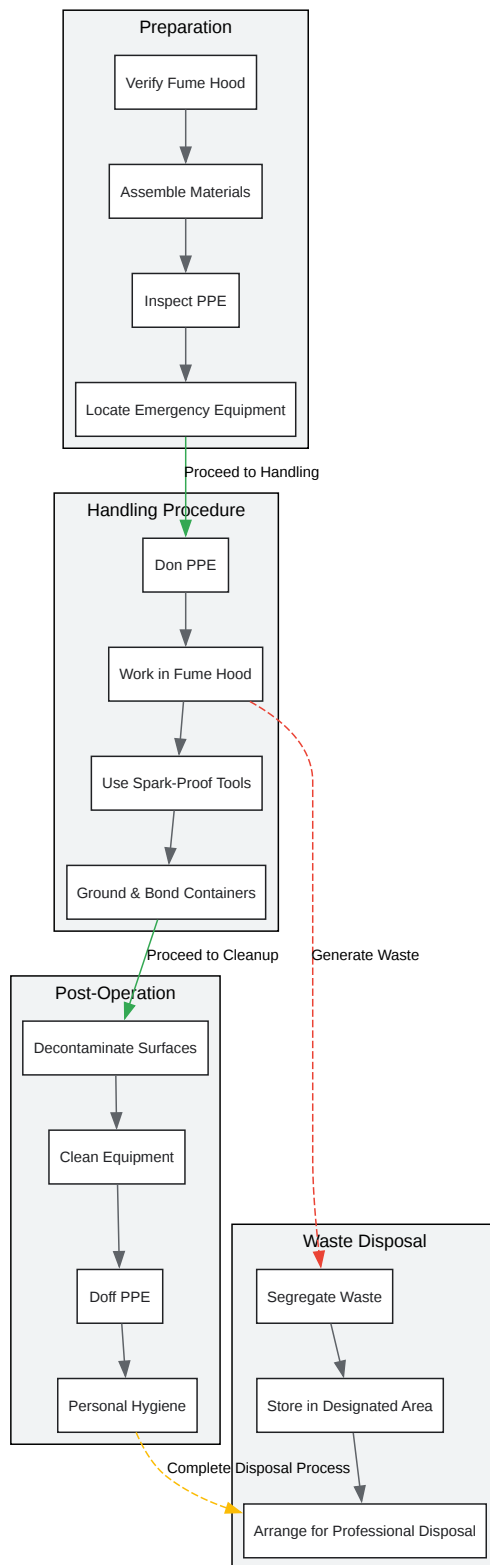 Preparation
Verify Fume Hood
Assemble Materials
Inspect PPE
Locate Emergency Equipment
Proceed to Handling
Handling Procedure
Don PPE
Work in Fume Hood
Use Spark-Proof Tools
Ground & Bond Containers
Proceed to Cleanup
Generate Waste
Post-Operation
Decontaminate Surfaces
Clean Equipment
Doff PPE
Personal Hygiene
Waste Disposal
Segregate Waste
Store in Designated Area
Complete Disposal Process
Arrange for Professional Disposal